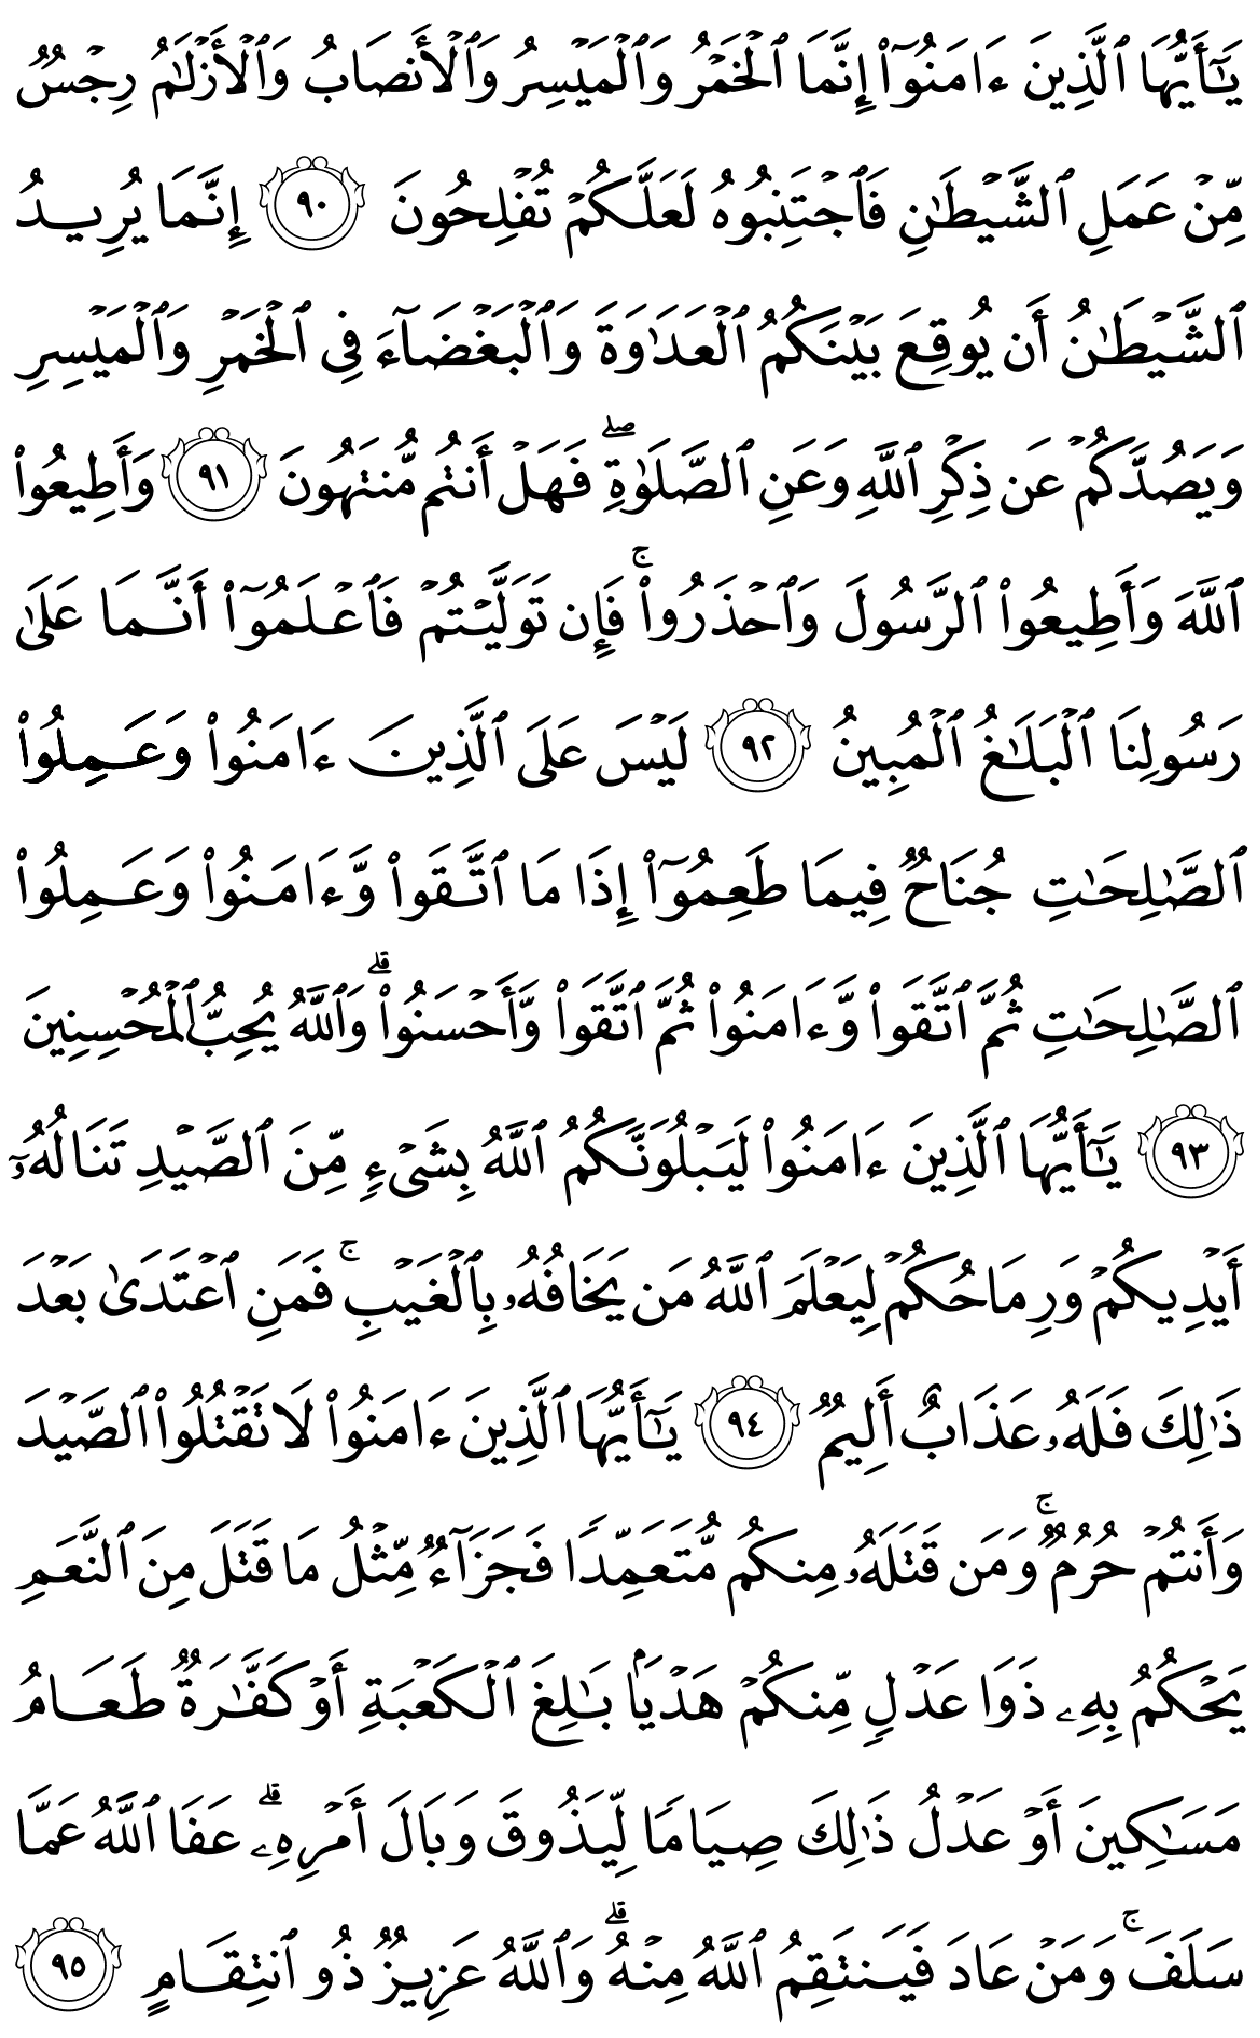 يَـٰٓأَيُّهَا ٱلَّذِينَ ءَامَنُوٓا۟ إِنَّمَا ٱلْخَمْرُ وَٱلْمَيْسِرُ وَٱلْأَنصَابُ وَٱلْأَزْلَـٰمُ رِجْسٌ
مِّنْ عَمَلِ ٱلشَّيْطَـٰنِ فَٱجْتَنِبُوهُ لَعَلَّكُمْ تُفْلِحُونَ ٩٠ إِنَّمَا يُرِيدُ
ٱلشَّيْطَـٰنُ أَن يُوقِعَ بَيْنَكُمُ ٱلْعَدَٰوَةَ وَٱلْبَغْضَآءَ فِى ٱلْخَمْرِ وَٱلْمَيْسِرِ
وَيَصُدَّكُمْ عَن ذِكْرِ ٱللَّهِ وَعَنِ ٱلصَّلَوٰةِ ۖ فَهَلْ أَنتُم مُّنتَهُونَ ٩١ وَأَطِيعُوا۟
ٱللَّهَ وَأَطِيعُوا۟ ٱلرَّسُولَ وَٱحْذَرُوا۟ ۚ فَإِن تَوَلَّيْتُمْ فَٱعْلَمُوٓا۟ أَنَّمَا عَلَىٰ
رَسُولِنَا ٱلْبَلَـٰغُ ٱلْمُبِينُ ٩٢ لَيْسَ عَلَى ٱلَّذِينَ ءَامَنُوا۟ وَعَمِلُوا۟
ٱلصَّـٰلِحَـٰتِ جُنَاحٌ فِيمَا طَعِمُوٓا۟ إِذَا مَا ٱتَّقَوا۟ وَّءَامَنُوا۟ وَعَمِلُوا۟
ٱلصَّـٰلِحَـٰتِ ثُمَّ ٱتَّقَوا۟ وَّءَامَنُوا۟ ثُمَّ ٱتَّقَوا۟ وَّأَحْسَنُوا۟ ۗ وَٱللَّهُ يُحِبُّ ٱلْمُحْسِنِينَ
٩٣ يَـٰٓأَيُّهَا ٱلَّذِينَ ءَامَنُوا۟ لَيَبْلُوَنَّكُمُ ٱللَّهُ بِشَىْءٍ مِّنَ ٱلصَّيْدِ تَنَالُهُۥٓ
أَيْدِيكُمْ وَرِمَاحُكُمْ لِيَعْلَمَ ٱللَّهُ مَن يَخَافُهُۥ بِٱلْغَيْبِ ۚ فَمَنِ ٱعْتَدَىٰ بَعْدَ
ذَٰلِكَ فَلَهُۥ عَذَابٌ أَلِيمٌ ٩٤ يَـٰٓأَيُّهَا ٱلَّذِينَ ءَامَنُوا۟ لَا تَقْتُلُوا۟ ٱلصَّيْدَ
وَأَنتُمْ حُرُمٌ ۚ وَمَن قَتَلَهُۥ مِنكُم مُّتَعَمِّدًا فَجَزَآءٌ مِّثْلُ مَا قَتَلَ مِنَ ٱلنَّعَمِ
يَحْكُمُ بِهِۦ ذَوَا عَدْلٍ مِّنكُمْ هَدْيًۢا بَـٰلِغَ ٱلْكَعْبَةِ أَوْ كَفَّـٰرَةٌ طَعَامُ
مَسَـٰكِينَ أَوْ عَدْلُ ذَٰلِكَ صِيَامًا لِّيَذُوقَ وَبَالَ أَمْرِهِۦ ۗ عَفَا ٱللَّهُ عَمَّا
سَلَفَ ۚ وَمَنْ عَادَ فَيَنتَقِمُ ٱللَّهُ مِنْهُ ۗ وَٱللَّهُ عَزِيزٌ ذُو ٱنتِقَامٍ ٩٥